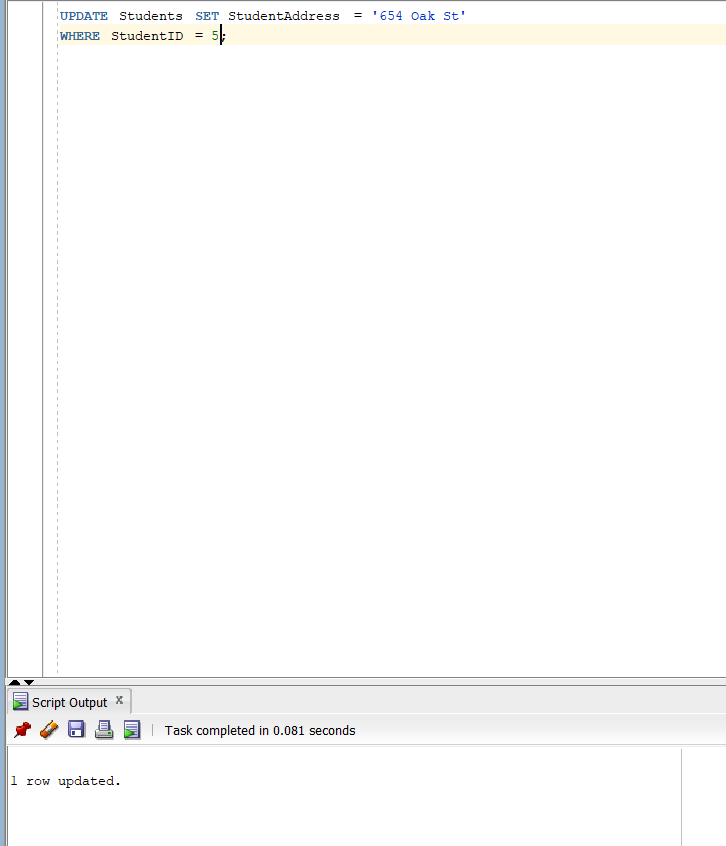 UPDATE Students SET StudentAddress = '654 Oak St'
WHERE StudentID = 5;
Script Output x
Task completed in 0.081 seconds
1 row updated.